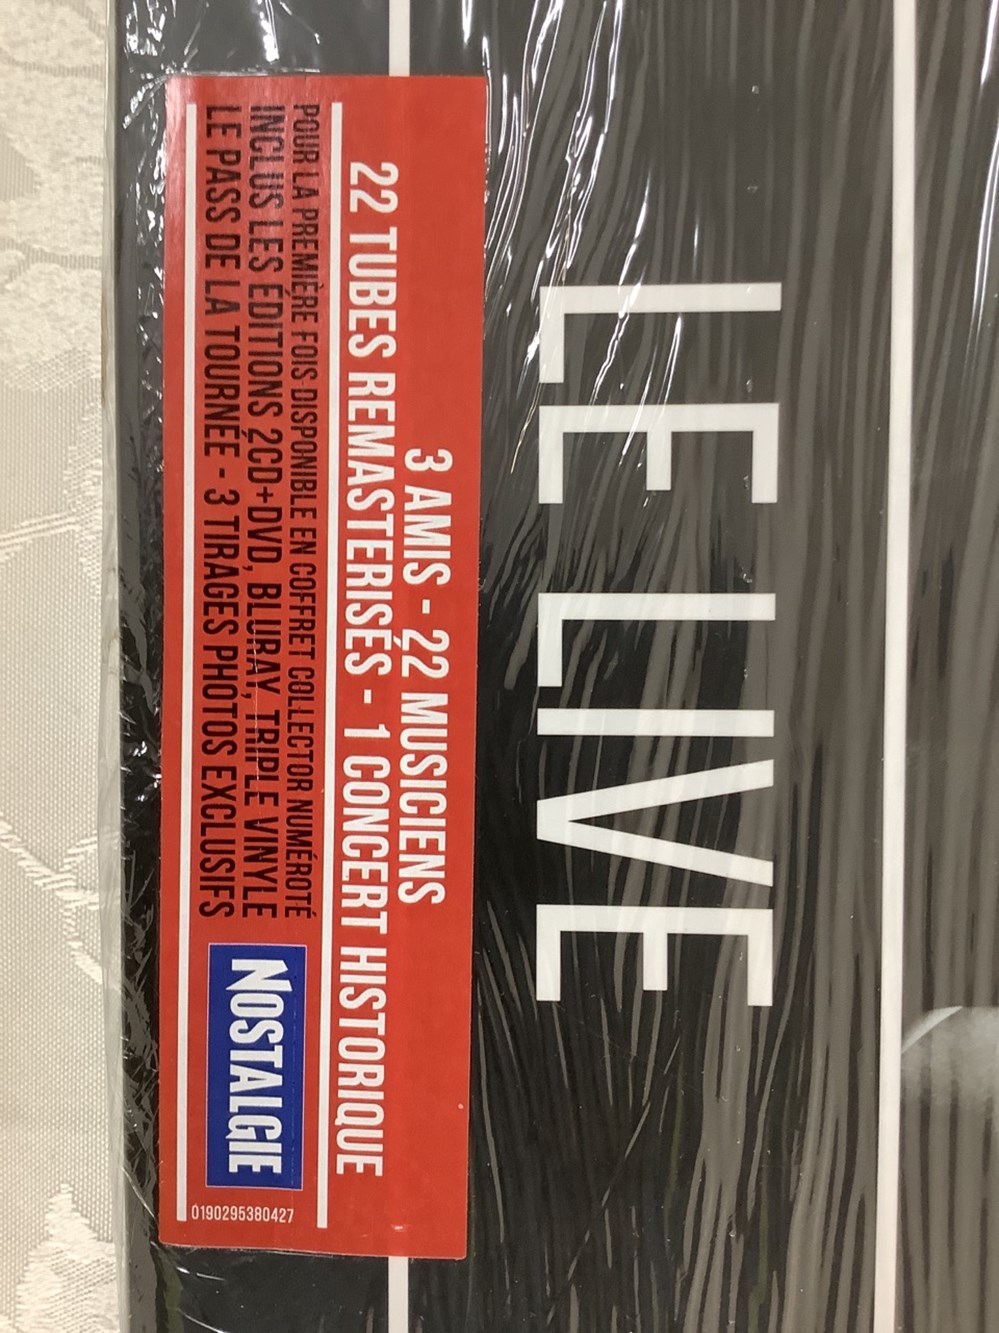 LE LIVE
3 AMIS - 22 MUSICIENS
22 TUBES REMASTERISÉS - 1 CONCERT HISTORIQUE
POUR LA PREMIÈRE FOIS DISPONIBLE EN COFFRET COLLECTOR NUMÉROTÉ
INCLUS LES ÉDITIONS 2CD+DVD, BLURAY, TRIPLE VINYLE
LE PASS DE LA TOURNÉE - 3 TIRAGES PHOTOS EXCLUSIFS
NOSTALGIE
0190295380427